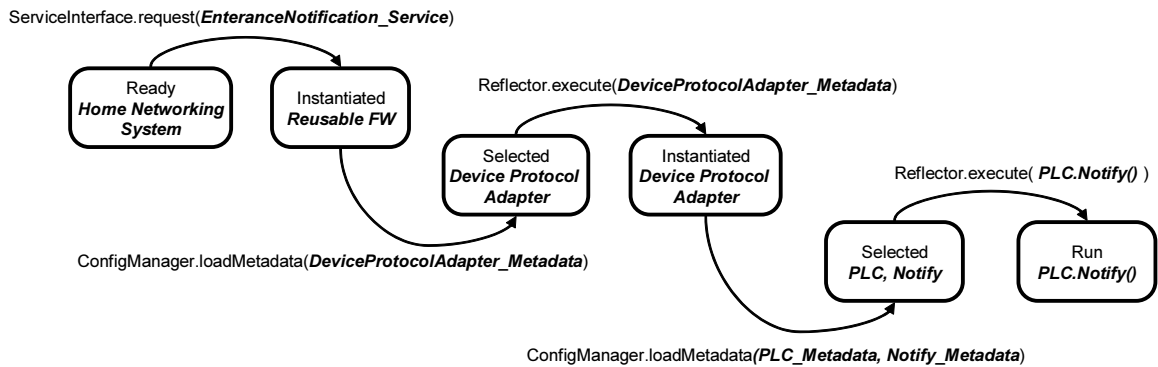 ServiceInterface.request(EnteranceNotification_Service)
Ready
Home Networking
System
Instantiated
Reusable FW
Reflector.execute(DeviceProtocolAdapter_Metadata)
Selected
Device Protocol
Adapter
Instantiated
Device Protocol
Adapter
Reflector.execute( PLC.Notify() )
Selected
PLC, Notify
Run
PLC.Notify()
ConfigManager.loadMetadata(DeviceProtocolAdapter_Metadata)
ConfigManager.loadMetadata(PLC_Metadata, Notify_Metadata)